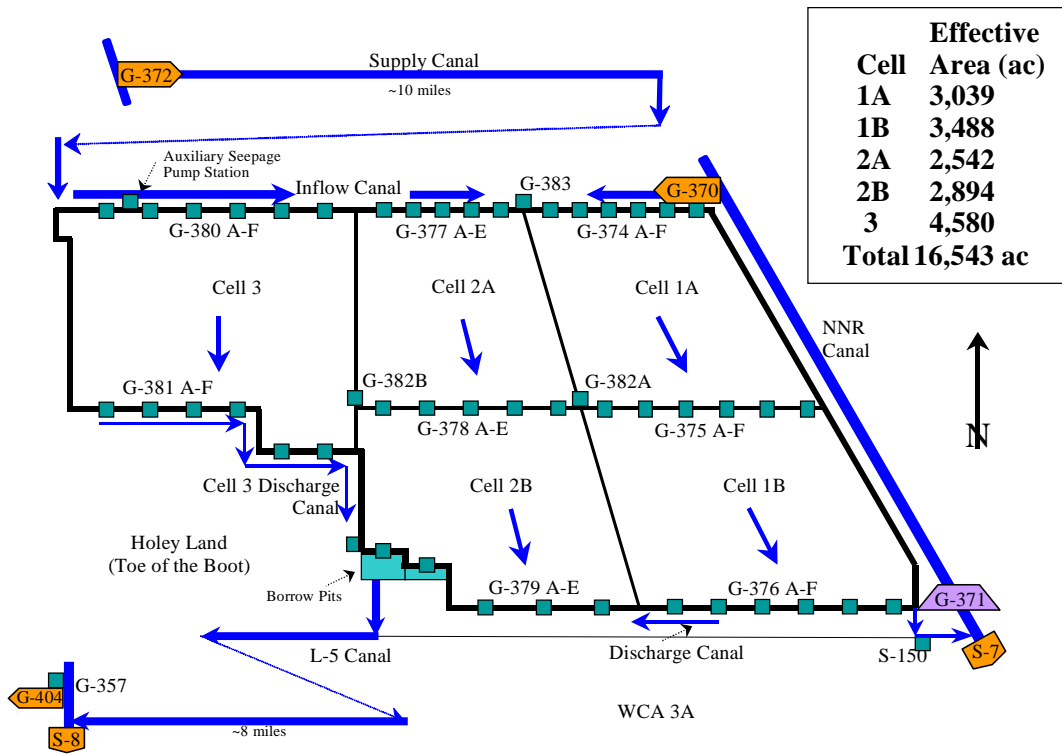 Effective
Cell Area (ac)
1A 3,039
1B 3,488
2A 2,542
2B 2,894
3 4,580
Total 16,543 ac
G-372
Supply Canal
~10 miles
Auxiliary Seepage
Pump Station
Inflow Canal
G-383
G-370
G-380 A-F
G-377 A-E
G-374 A-F
Cell 3
Cell 2A
Cell 1A
NNR
Canal
N
G-381 A-F
G-382B
G-382A
G-378 A-E
G-375 A-F
Cell 3 Discharge
Canal
Cell 2B
Cell 1B
Holey Land
(Toe of the Boot)
Borrow Pits
G-379 A-E
G-376 A-F
G-371
L-5 Canal
Discharge Canal
S-150
S-7
G-357
G-404
S-8
~8 miles
WCA 3A